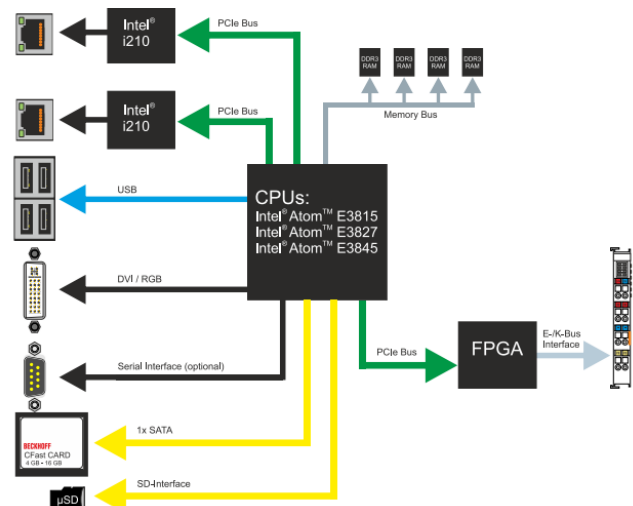 Intel®
i210
PCIe Bus
DDR3
RAM
DDR3
RAM
DDR3
RAM
DDR3
RAM
Memory Bus
Intel®
i210
PCIe Bus
USB
CPUs:
Intel® Atom™ E3815
Intel® Atom™ E3827
Intel® Atom™ E3845
DVI / RGB
Serial Interface (optional)
PCIe Bus
FPGA
E-/K-Bus
Interface
1x SATA
BECKHOFF
CFast CARD
4 GB - 16 GB
SD-Interface
µSD